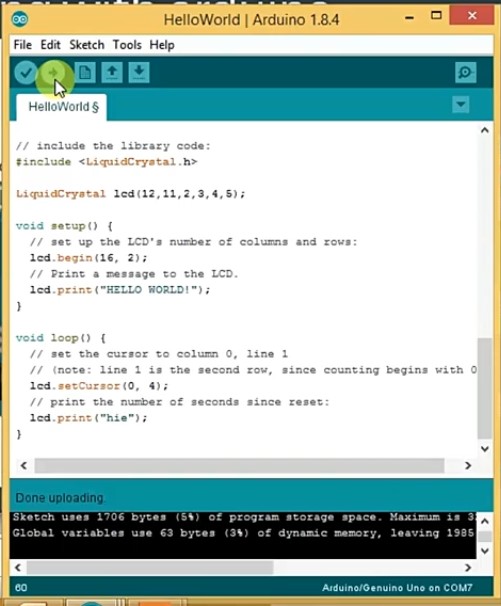 HelloWorld | Arduino 1.8.4
File Edit Sketch Tools Help
HelloWorld §
// include the library code:
#include <LiquidCrystal.h>
LiquidCrystal lcd(12,11,2,3,4,5);
void setup() {
// set up the LCD's number of columns and rows:
lcd.begin(16, 2);
// Print a message to the LCD.
lcd.print("HELLO WORLD!");
}
void loop() {
// set the cursor to column 0, line 1
// (note: line 1 is the second row, since counting begins with 0
lcd.setCursor(0, 4);
// print the number of seconds since reset:
lcd.print("hie");
}
Done uploading.
Sketch uses 1706 bytes (5%) of program storage space. Maximum is 3
Global variables use 63 bytes (3%) of dynamic memory, leaving 1985
60 Arduino/Genuino Uno on COM7